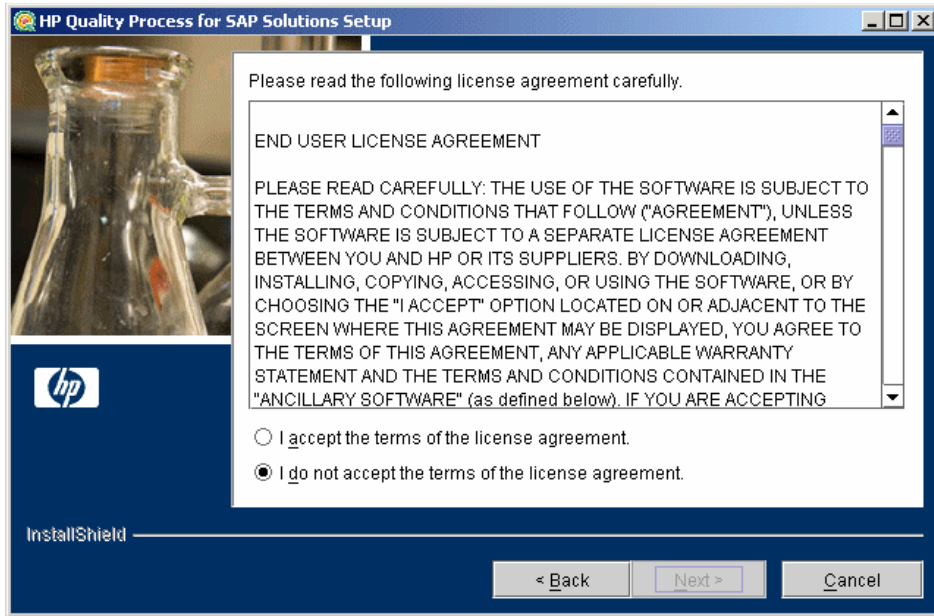 HP Quality Process for SAP Solutions Setup
Please read the following license agreement carefully.
END USER LICENSE AGREEMENT
PLEASE READ CAREFULLY: THE USE OF THE SOFTWARE IS SUBJECT TO
THE TERMS AND CONDITIONS THAT FOLLOW ("AGREEMENT"), UNLESS
THE SOFTWARE IS SUBJECT TO A SEPARATE LICENSE AGREEMENT
BETWEEN YOU AND HP OR ITS SUPPLIERS. BY DOWNLOADING,
INSTALLING, COPYING, ACCESSING, OR USING THE SOFTWARE, OR BY
CHOOSING THE "I ACCEPT" OPTION LOCATED ON OR ADJACENT TO THE
SCREEN WHERE THIS AGREEMENT MAY BE DISPLAYED, YOU AGREE TO
THE TERMS OF THIS AGREEMENT, ANY APPLICABLE WARRANTY
STATEMENT AND THE TERMS AND CONDITIONS CONTAINED IN THE
"ANCILLARY SOFTWARE" (as defined below). IF YOU ARE ACCEPTING
hp
I accept the terms of the license agreement.
I do not accept the terms of the license agreement.
InstallShield
< Back
Next >
Cancel